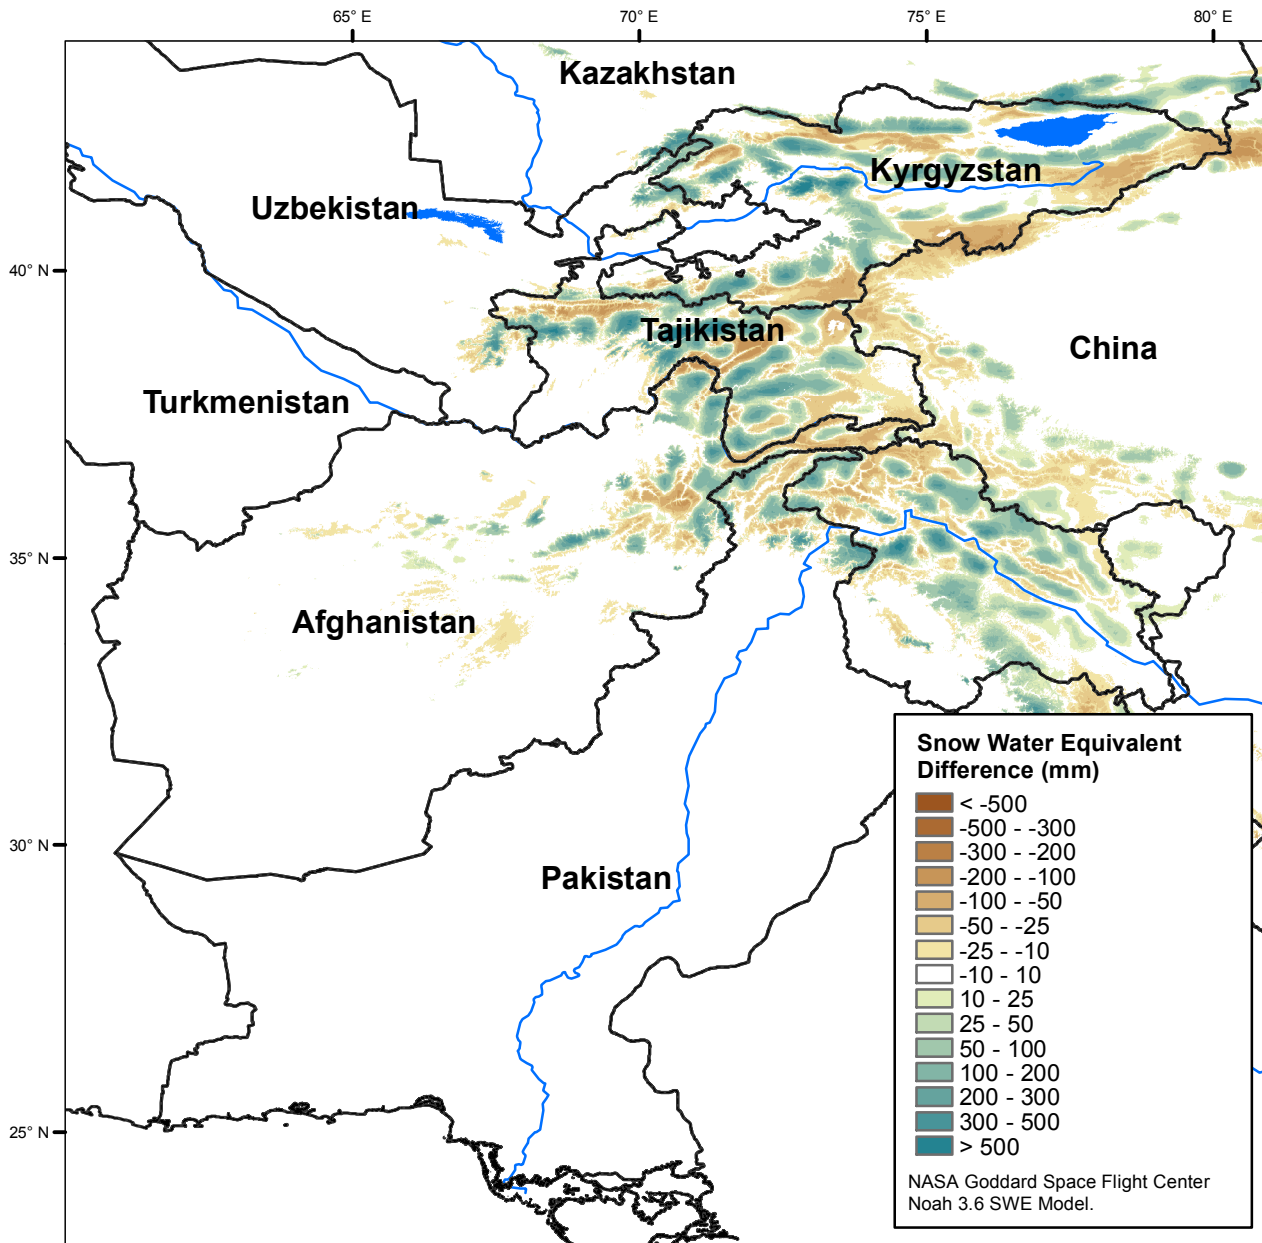 65° E
70° E
75° E
80° E
Kazakhstan
Kyrgyzstan
Uzbekistan
40° N
Tajikistan
China
Turkmenistan
35° N
Afghanistan
Snow Water Equivalent
Difference (mm)
< -500
-500 - -300
30° N
-300 - -200
Pakistan
-200 - -100
-100 - -50
-50 - -25
-25 - -10
-10 - 10
10 - 25
25 - 50
50 - 100
100 - 200
200 - 300
300 - 500
25° N
> 500
NASA Goddard Space Flight Center
Noah 3.6 SWE Model.